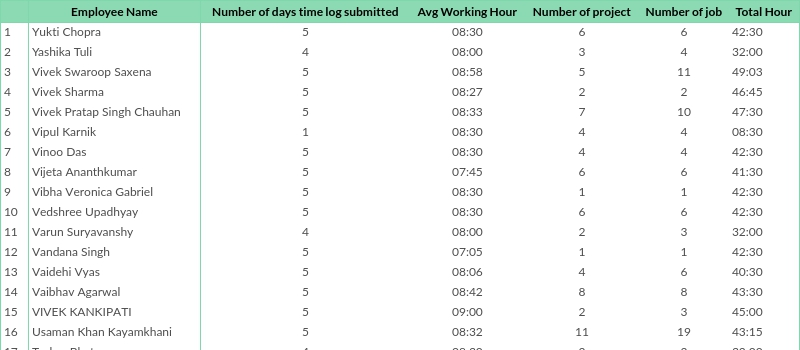 Employee Name Number of days time log submitted Avg Working Hour Number of project Number of job Total Hour
1 Yukti Chopra 5 08:30 6 6 42:30
2 Yashika Tuli 4 08:00 3 4 32:00
3 Vivek Swaroop Saxena 5 08:58 5 11 49:03
4 Vivek Sharma 5 08:27 2 2 46:45
5 Vivek Pratap Singh Chauhan 5 08:33 7 10 47:30
6 Vipul Karnik 1 08:30 4 4 08:30
7 Vinoo Das 5 08:30 4 4 42:30
8 Vijeta Ananthkumar 5 07:45 6 6 41:30
9 Vibha Veronica Gabriel 5 08:30 1 1 42:30
10 Vedshree Upadhyay 5 08:30 6 6 42:30
11 Varun Suryavanshy 4 08:00 2 3 32:00
12 Vandana Singh 5 07:05 1 1 42:30
13 Vaidehi Vyas 5 08:06 4 6 40:30
14 Vaibhav Agarwal 5 08:42 8 8 43:30
15 VIVEK KANKIPATI 5 09:00 2 3 45:00
16 Usaman Khan Kayamkhani 5 08:32 11 19 43:15